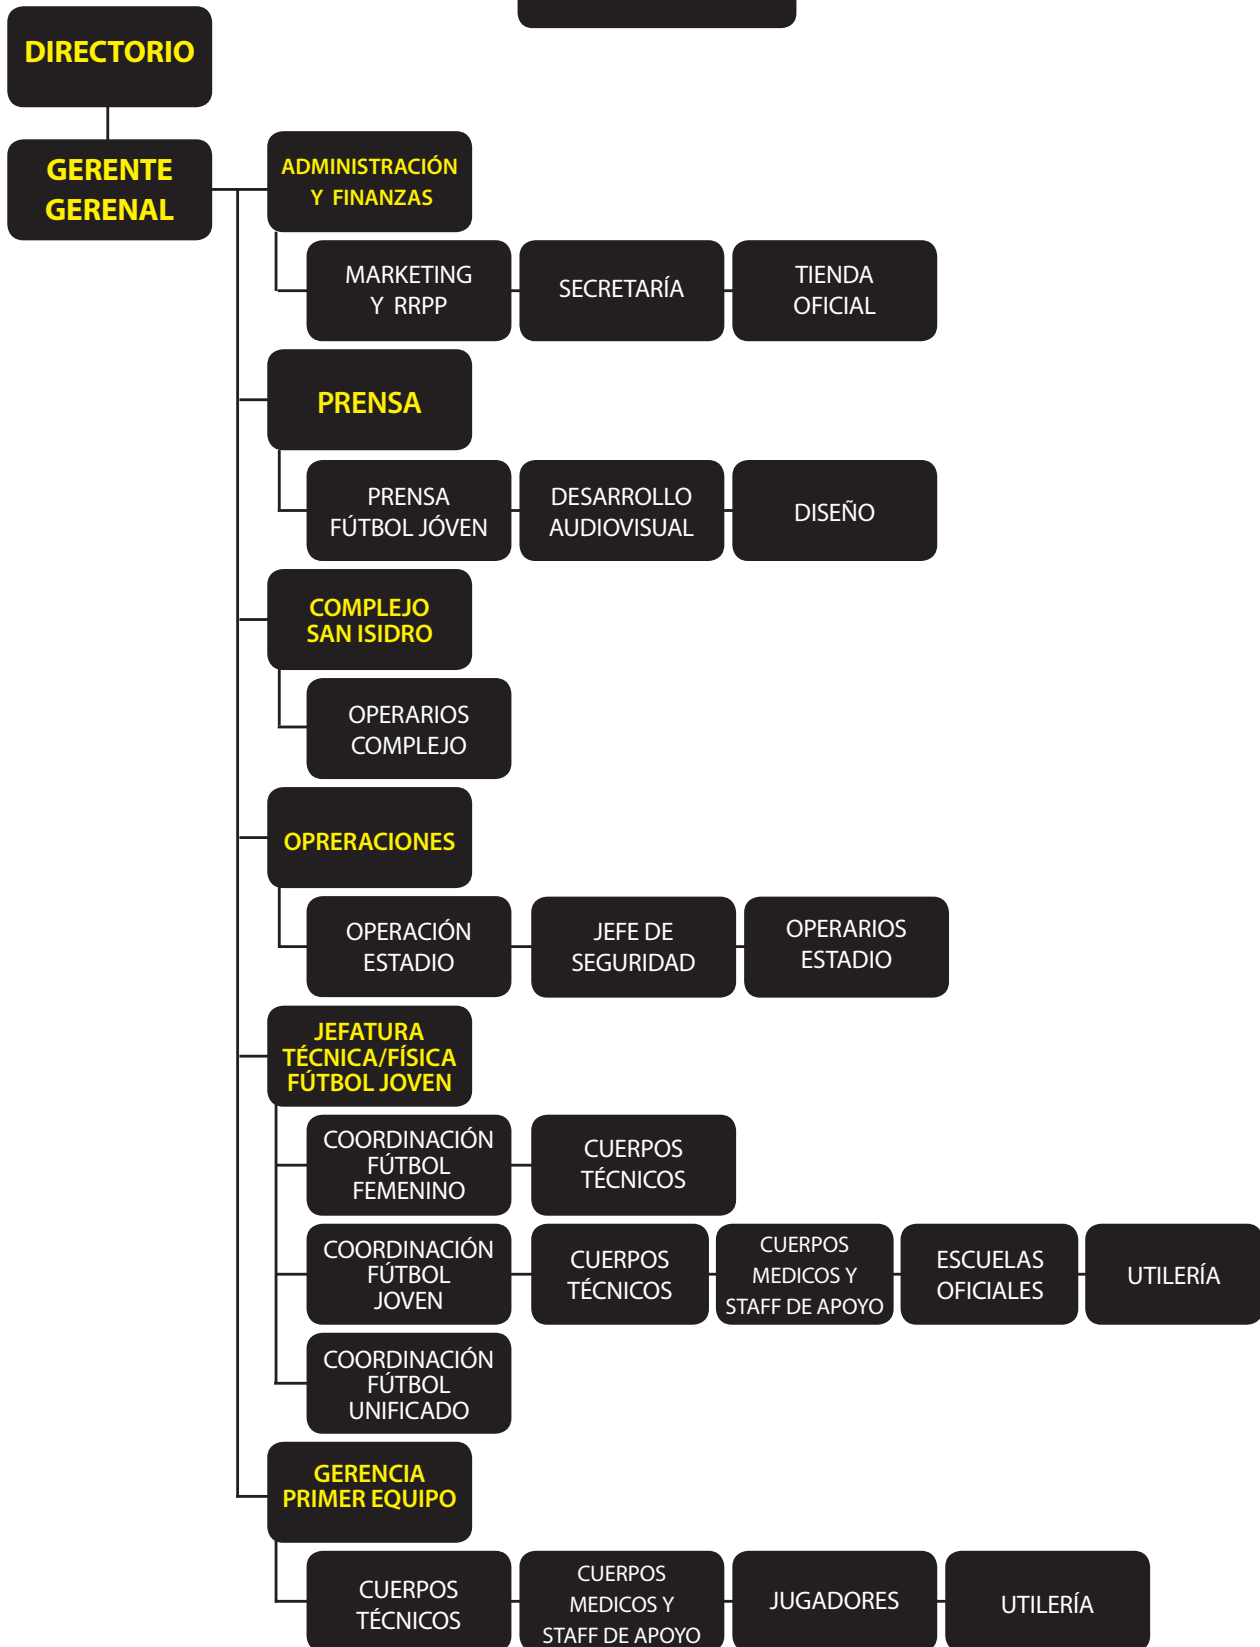 DIRECTORIO
GERENTE
GERENAL
ADMINISTRACIÓN
Y FINANZAS
MARKETING
Y RRPP
SECRETARÍA
TIENDA
OFICIAL
PRENSA
PRENSA
FÚTBOL JÓVEN
DESARROLLO
AUDIOVISUAL
DISEÑO
COMPLEJO
SAN ISIDRO
OPERARIOS
COMPLEJO
OPRERACIONES
OPERACIÓN
ESTADIO
JEFE DE
SEGURIDAD
OPERARIOS
ESTADIO
JEFATURA
TÉCNICA/FÍSICA
FÚTBOL JOVEN
COORDINACIÓN
FÚTBOL
FEMENINO
CUERPOS
TÉCNICOS
COORDINACIÓN
FÚTBOL
JOVEN
CUERPOS
TÉCNICOS
CUERPOS
MEDICOS Y
STAFF DE APOYO
ESCUELAS
OFICIALES
UTILERÍA
COORDINACIÓN
FÚTBOL
UNIFICADO
GERENCIA
PRIMER EQUIPO
CUERPOS
TÉCNICOS
CUERPOS
MEDICOS Y
STAFF DE APOYO
JUGADORES
UTILERÍA